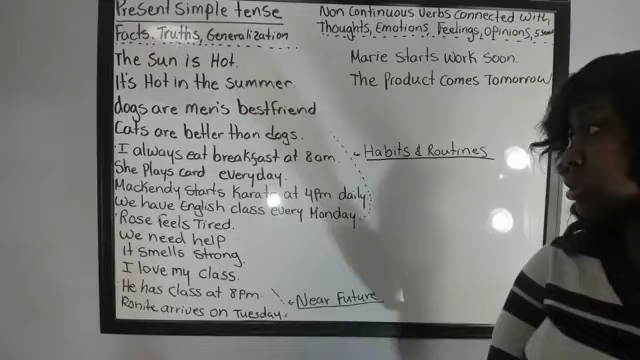 Present Simple tense
Facts, Truths, Generalization
The Sun is Hot.
It's Hot in the Summer.
dogs are men's bestfriend
Cats are better than dogs.
I always eat breakfast at 8am.
She Plays card everyday.
Mackendy starts Karate at 4pm daily
We have English class every Monday.
Rose feels Tired.
We need help
It smells strong.
I love my class.
He has class at 8pm.
Ronite arrives on Tuesday.
Non Continuous Verbs connected with
Thoughts, Emotions, Feelings, Opinions, 5
Marie Starts Work Soon.
The Product Comes Tomorrow
Habits & Routines
Near Future